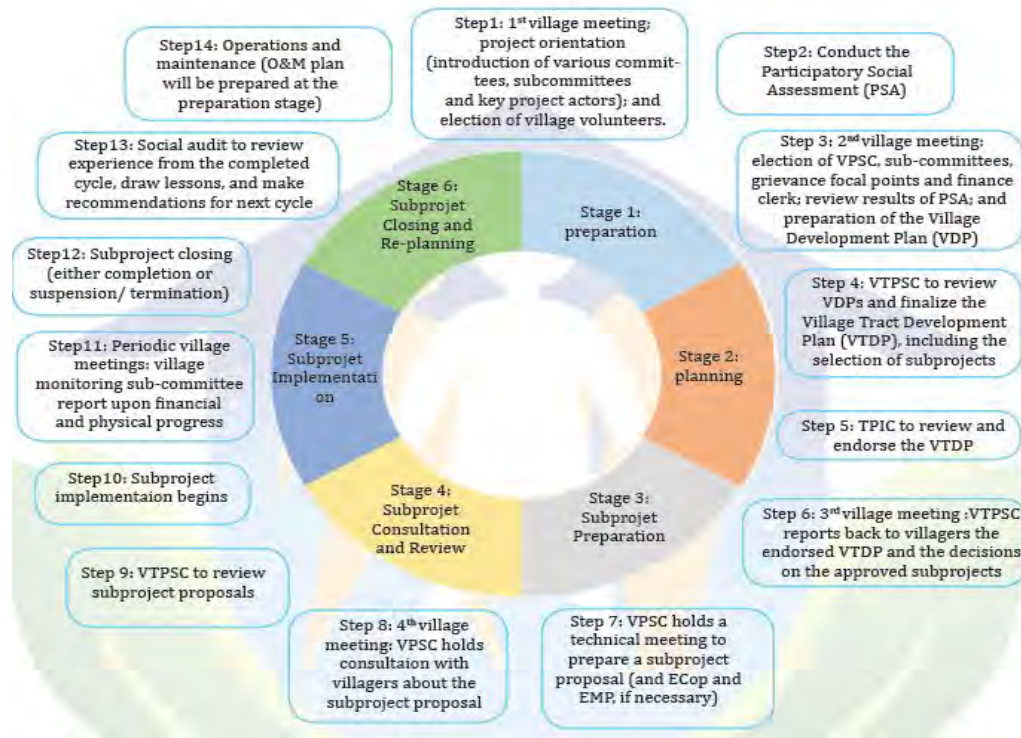 Step1: 1st village meeting:
project orientation
(introduction of various commit-
tees, subcommittees
and key project actors); and
election of village volunteers.
Step2: Conduct the
Participatory Social
Assessment (PSA)
Step 3: 2nd village meeting:
election of VPSC, sub-committees,
grievance focal points and finance
clerk; review results of PSA; and
preparation of the Village
Development Plan (VDP)
Step 4: VTPSC to review
VDPs and finalize the
Village Tract Development
Plan (VTDP), including the
selection of subprojects
Step 5: TPIC to review and
endorse the VTDP
Step 6: 3rd village meeting :VTPSC
reports back to villagers the
endorsed VTDP and the decisions
on the approved subprojects
Step 7: VPSC holds a
technical meeting to
prepare a subproject
proposal (and ECop and
EMP, if necessary)
Step 8: 4th village
meeting: VPSC holds
consultaion with
villagers about the
subproject proposal
Step 9: VTPSC to review
subproject proposals
Step10: Subproject
implementaion begins
Step11: Periodic village
meetings: village
monitoring sub-committee
report upon financial
and physical progress
Step12: Subproject closing
(either completion or
suspension/ termination)
Step13: Social audit to review
experience from the completed
cycle, draw lessons, and make
recommendations for next cycle
Step14: Operations and
maintenance (O&M plan
will be prepared at the
preparation stage)
Stage 1:
preparation
Stage 2:
planning
Stage 3:
Subprojet
Preparation
Stage 4:
Subprojet
Consultation
and Review
Stage 5:
Subprojet
Implementati
on
Stage 6:
Subprojet
Closing and
Re-planning